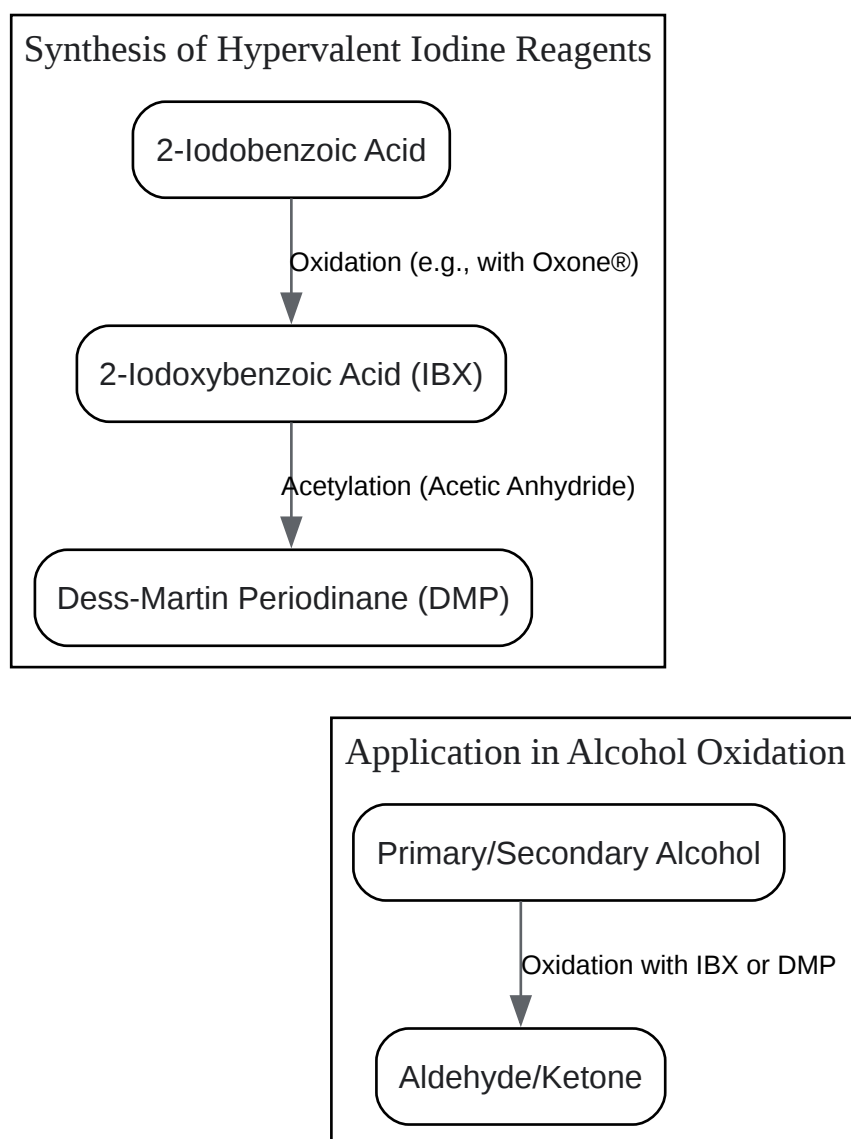 Synthesis of Hypervalent Iodine Reagents
2-Iodobenzoic Acid
Oxidation (e.g., with Oxone®)
2-Iodoxybenzoic Acid (IBX)
Acetylation (Acetic Anhydride)
Dess-Martin Periodinane (DMP)
Application in Alcohol Oxidation
Primary/Secondary Alcohol
Oxidation with IBX or DMP
Aldehyde/Ketone